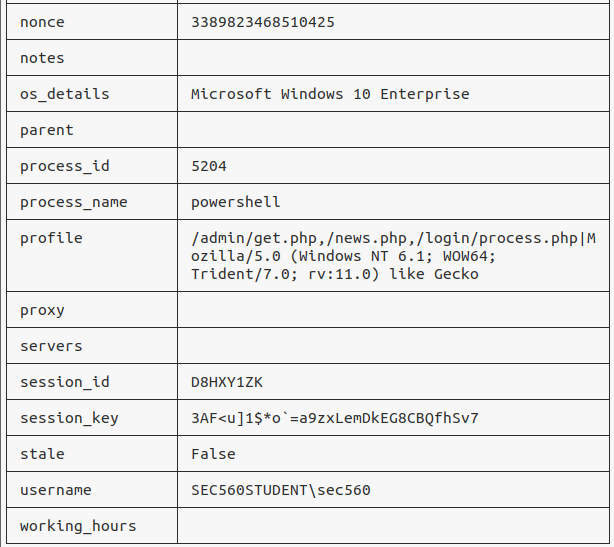 nonce 3389823468510425
notes
os_details Microsoft Windows 10 Enterprise
parent
process_id 5204
process_name powershell
profile /admin/get.php,/news.php,/login/process.php|M
ozilla/5.0 (Windows NT 6.1; WOW64;
Trident/7.0; rv:11.0) like Gecko
proxy
servers
session_id D8HXY1ZK
session_key 3AF<u]1$*o`=a9zxLemDkEG8CBQfhSv7
stale False
username SEC560STUDENT\sec560
working_hours